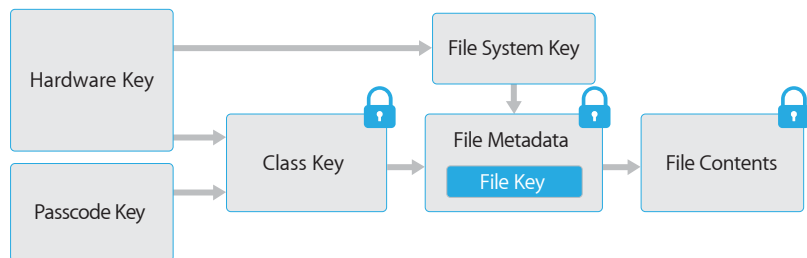 Hardware Key
File System Key
Class Key
File Metadata
File Key
File Contents
Passcode Key